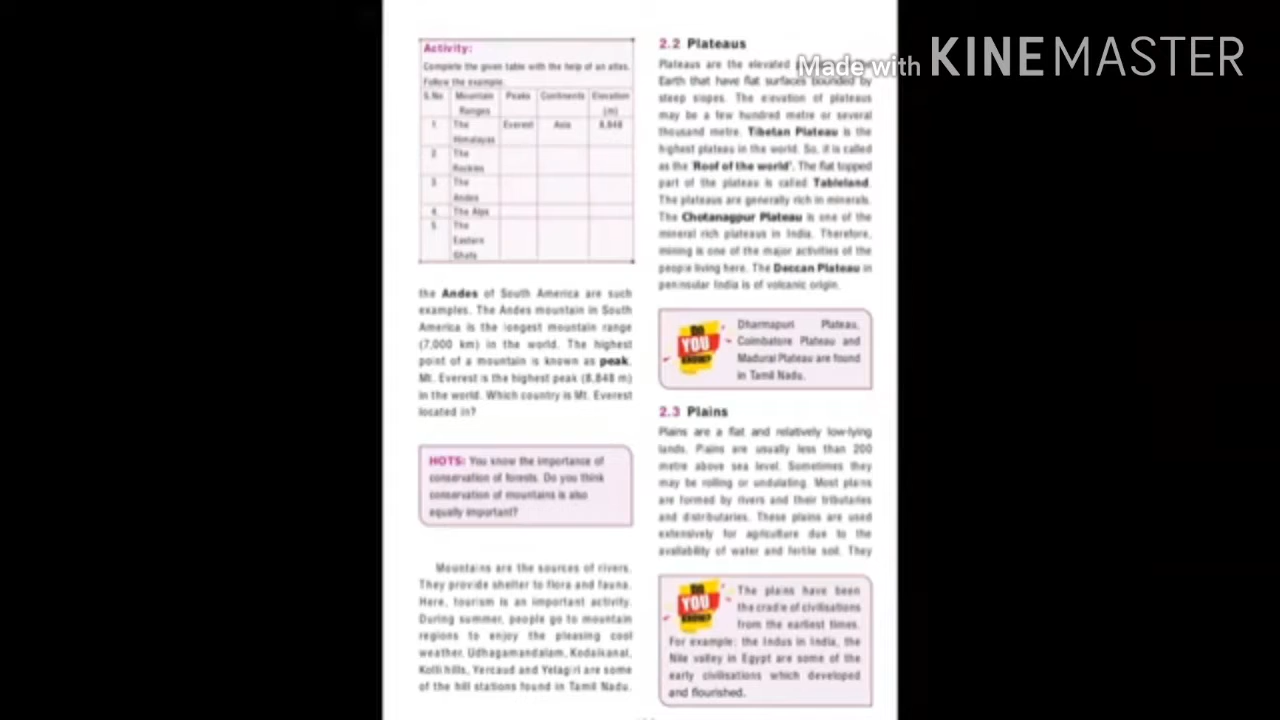 Made with KINEMASTER
Activity:
Complete the given table with the help of an atlas.
Follow the example.
S.No Mountain Ranges Peaks Continents Elevation (m)
1. The Himalayas Everest Asia 8,848
2. The Rockies
3. The Andes
4. The Alps
5. The Eastern Ghats
the Andes of South America are such
examples. The Andes mountain in South
America is the longest mountain range
(7,000 km) in the world. The highest
point of a mountain is known as peak.
Mt. Everest is the highest peak (8,848 m)
in the world. Which country is Mt. Everest
located in?
HOTS: You know the importance of
conservation of forests. Do you think
conservation of mountains is also
equally important?
Mountains are the sources of rivers.
They provide shelter to flora and fauna.
Here, tourism is an important activity.
During summer, people go to mountain
regions to enjoy the pleasing cool
weather. Udhagamandalam, Kodaikanal,
Kolli hills, Yercaud and Yelagiri are some
of the hill stations found in Tamil Nadu.
2.2 Plateaus
Plateaus are the elevated
Earth that have flat surfaces bounded by
steep slopes. The elevation of plateaus
may be a few hundred metre or several
thousand metre. Tibetan Plateau is the
highest plateau in the world. So, it is called
as the 'Roof of the world'. The flat topped
part of the plateau is called Tableland.
The plateaus are generally rich in minerals.
The Chotanagpur Plateau is one of the
mineral rich plateaus in India. Therefore,
mining is one of the major activities of the
people living here. The Deccan Plateau in
peninsular India is of volcanic origin.
DO YOU KNOW?
Dharmapuri Plateau,
Coimbatore Plateau and
Madurai Plateau are found
in Tamil Nadu.
2.3 Plains
Plains are a flat and relatively low-lying
lands. Plains are usually less than 200
metre above sea level. Sometimes they
may be rolling or undulating. Most plains
are formed by rivers and their tributaries
and distributaries. These plains are used
extensively for agriculture due to the
availability of water and fertile soil. They
DO YOU KNOW?
The plains have been
the cradle of civilisations
from the earliest times.
For example: the Indus in India, the
Nile valley in Egypt are some of the
early civilisations which developed
and flourished.